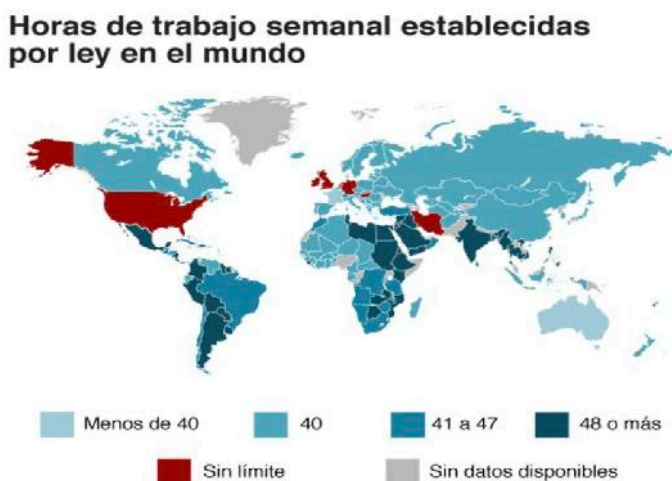 Horas de trabajo semanal establecidas
por ley en el mundo
Menos de 40
40
41 a 47
48 o más
Sin límite
Sin datos disponibles